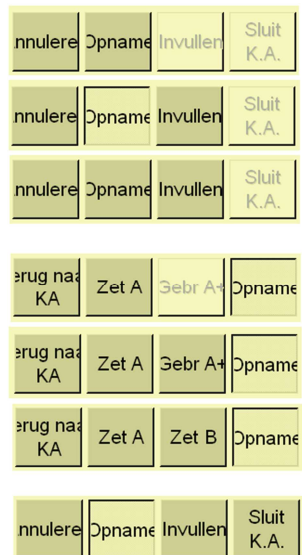 nnulere Opname Invullen Sluit K.A.
nnulere Opname Invullen Sluit K.A.
nnulere Opname Invullen Sluit K.A.
erug naa KA Zet A Gebr A+ Opname
erug naa KA Zet A Gebr A+ Opname
erug naa KA Zet A Zet B Opname
nnulere Opname Invullen Sluit K.A.